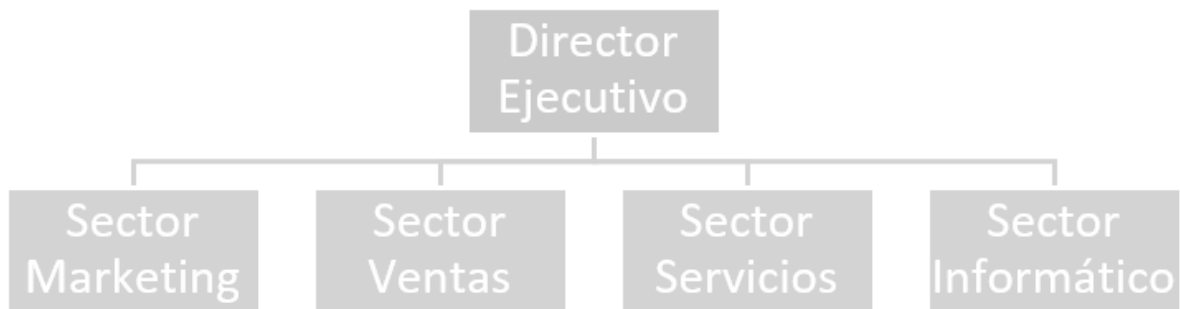 Director
Ejecutivo
Sector
Marketing
Sector
Ventas
Sector
Servicios
Sector
Informático